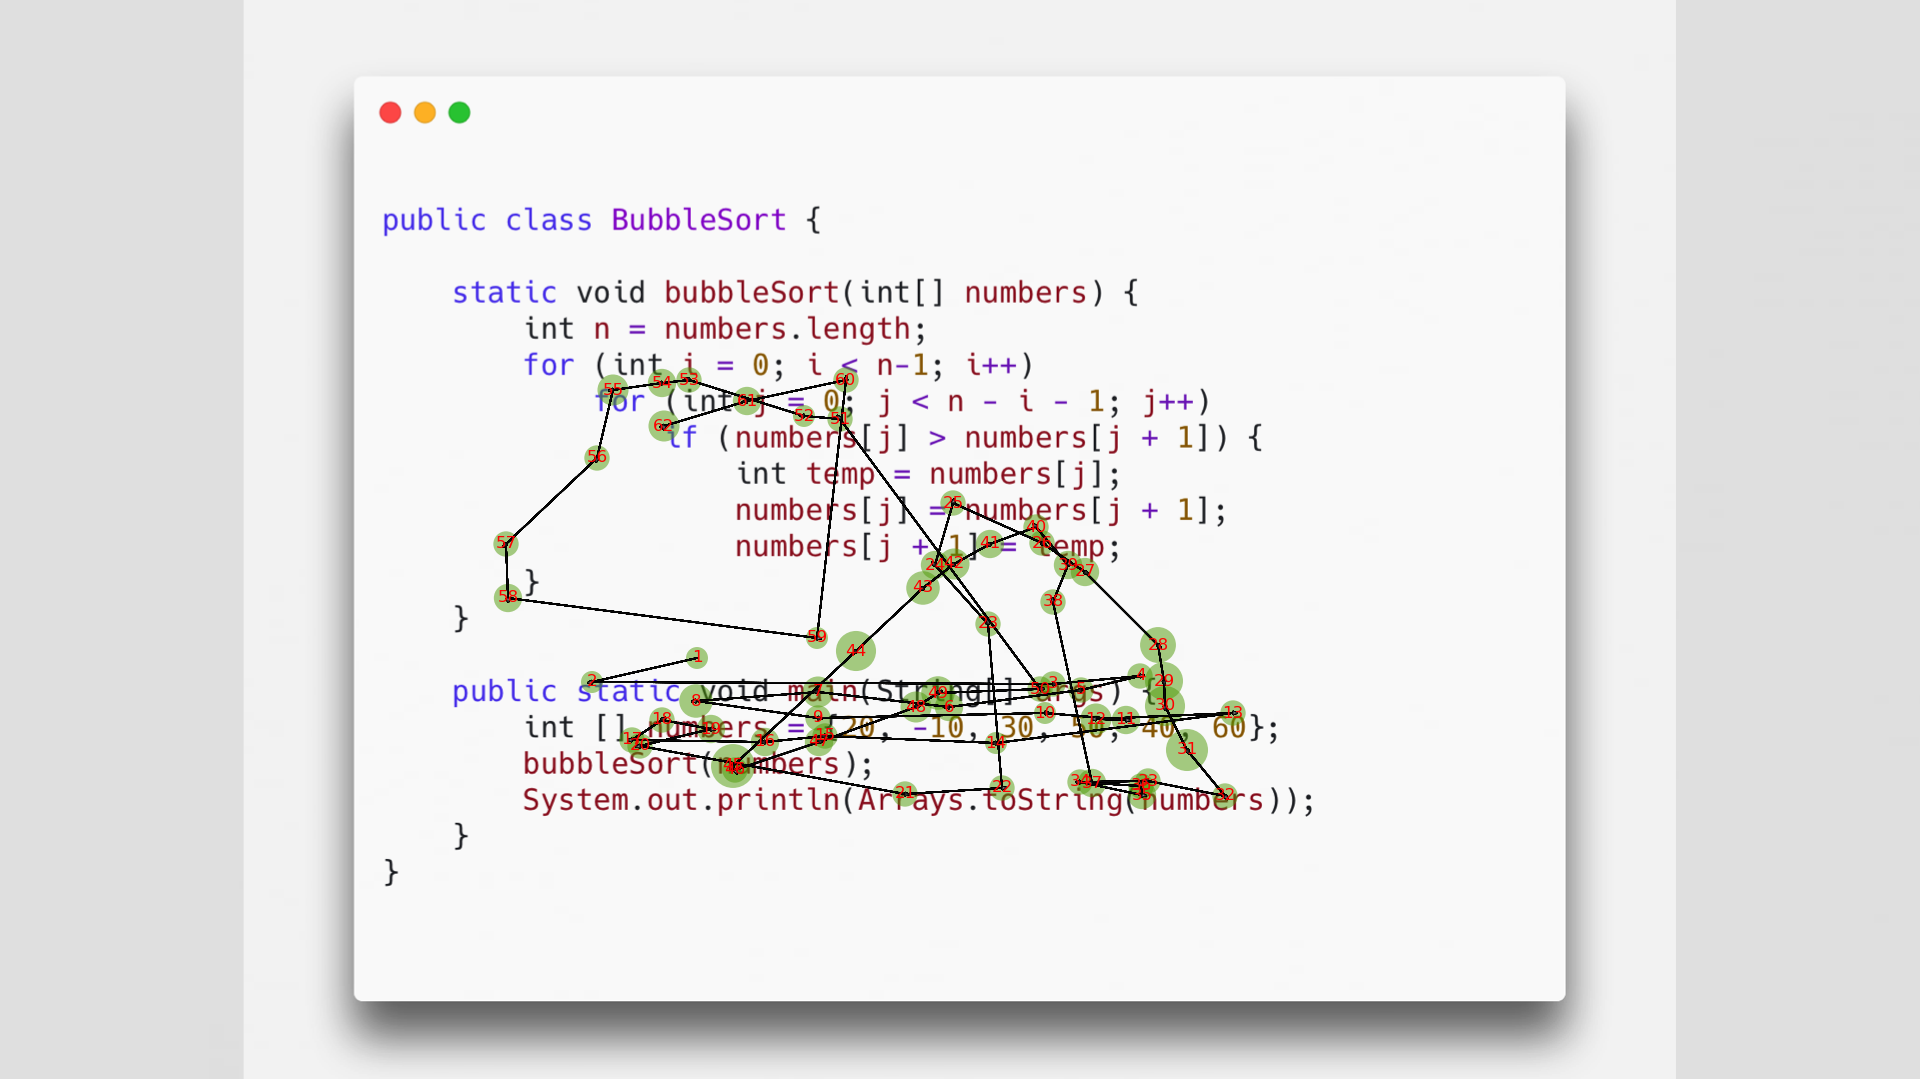 public class BubbleSort {
static void bubbleSort(int[] numbers) {
int n = numbers.length;
for (int i = 0; i < n-1; i++)
for (int j = 0; j < n - i - 1; j++)
if (numbers[j] > numbers[j + 1]) {
int temp = numbers[j];
numbers[j] = numbers[j + 1];
numbers[j + 1] = temp;
}
}
public static void main(String[] args) {
int [] numbers = {20, -10, 30, 50, 40, 60};
bubbleSort(numbers);
System.out.println(Arrays.toString(numbers));
}
}